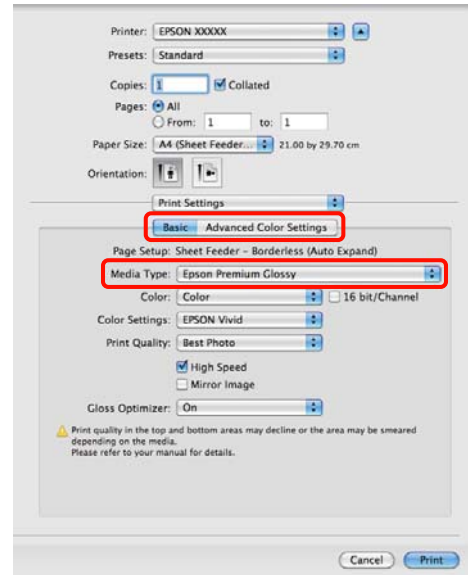 Printer: EPSON XXXXX
Presets: Standard
Copies: 1 Collated
Pages: All
From: 1 to: 1
Paper Size: A4 (Sheet Feeder... 21.00 by 29.70 cm
Orientation:
Print Settings
Basic Advanced Color Settings
Page Setup: Sheet Feeder - Borderless (Auto Expand)
Media Type: Epson Premium Glossy
Color: Color 16 bit/Channel
Color Settings: EPSON Vivid
Print Quality: Best Photo
High Speed
Mirror Image
Gloss Optimizer: On
Print quality in the top and bottom areas may decline or the area may be smeared
depending on the media.
Please refer to your manual for details.
Cancel Print